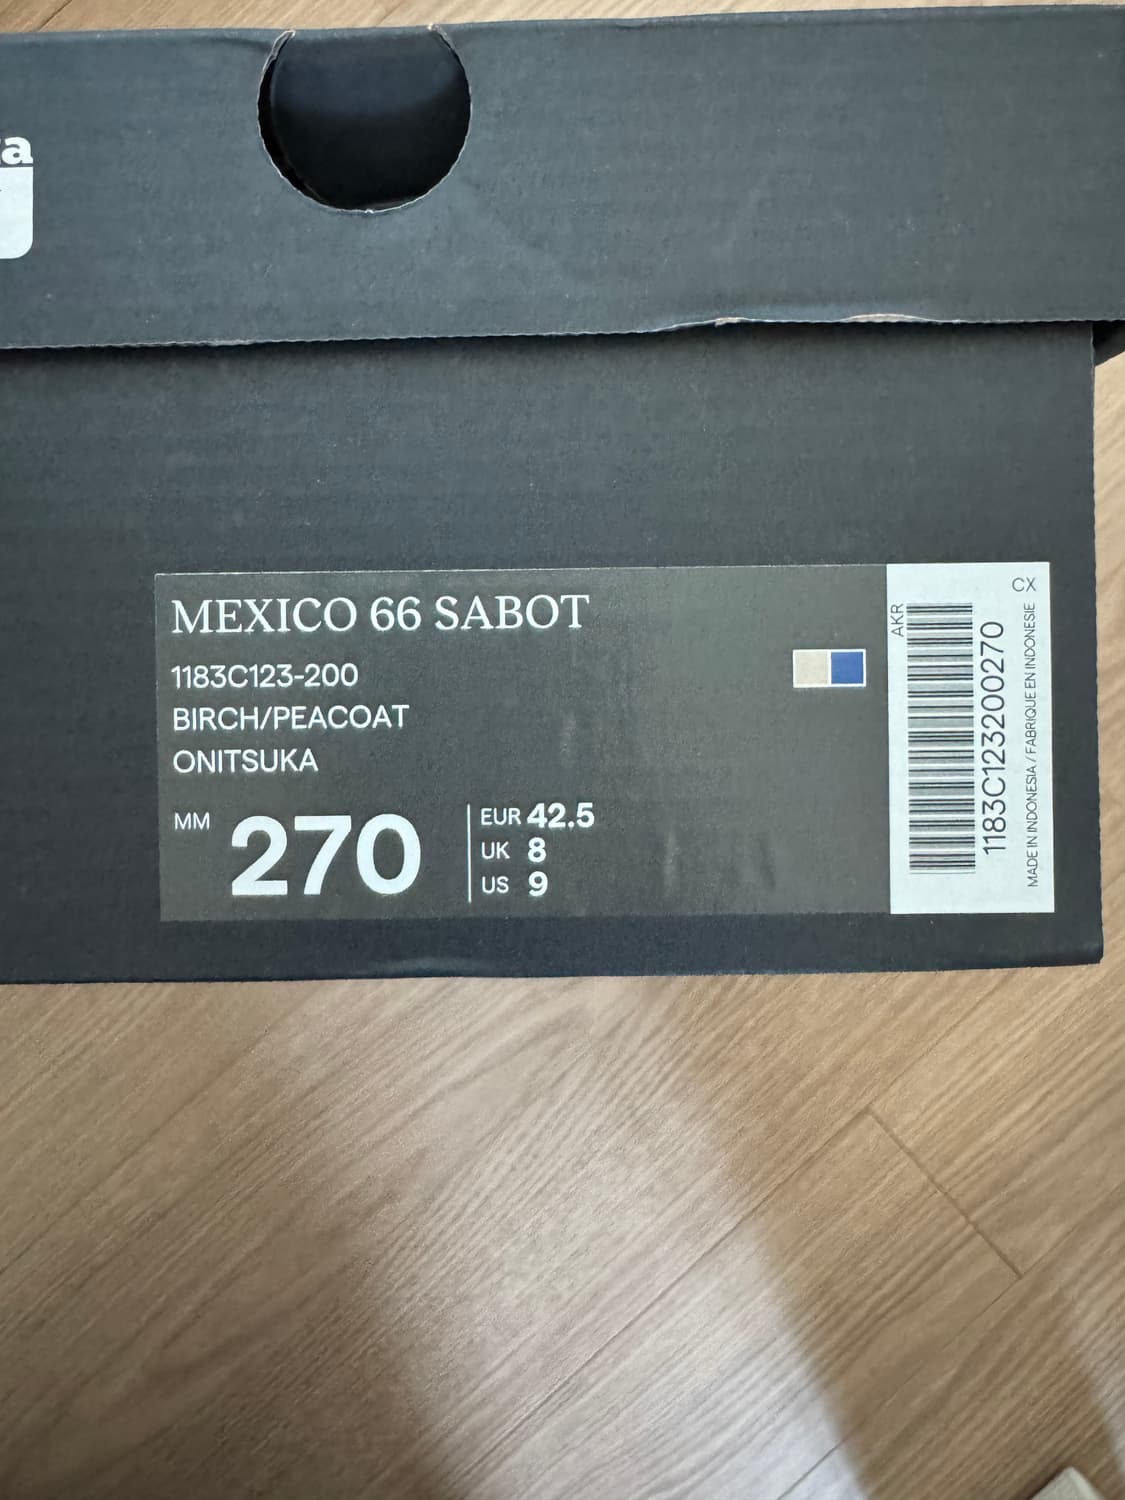 MEXICO 66 SABOT
1183C123-200
BIRCH/PEACOAT
ONITSUKA
MM 270
EUR 42.5
UK 8
US 9
AKR
1183C123200270
CX
MADE IN INDONESIA / FABRIQUE EN INDONESIE